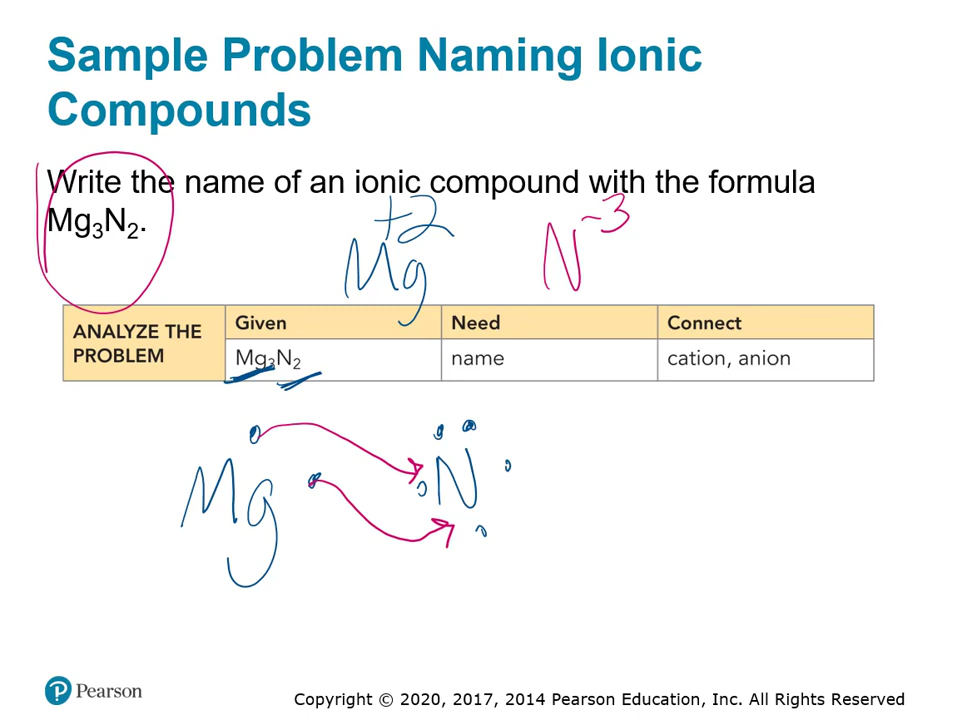 Sample Problem Naming Ionic
Compounds
Write the name of an ionic compound with the formula
Mg₃N₂.
Mg⁺² N⁻³
ANALYZE THE PROBLEM Given Need Connect
Mg₃N₂ name cation, anion
Mg N
Pearson
Copyright © 2020, 2017, 2014 Pearson Education, Inc. All Rights Reserved